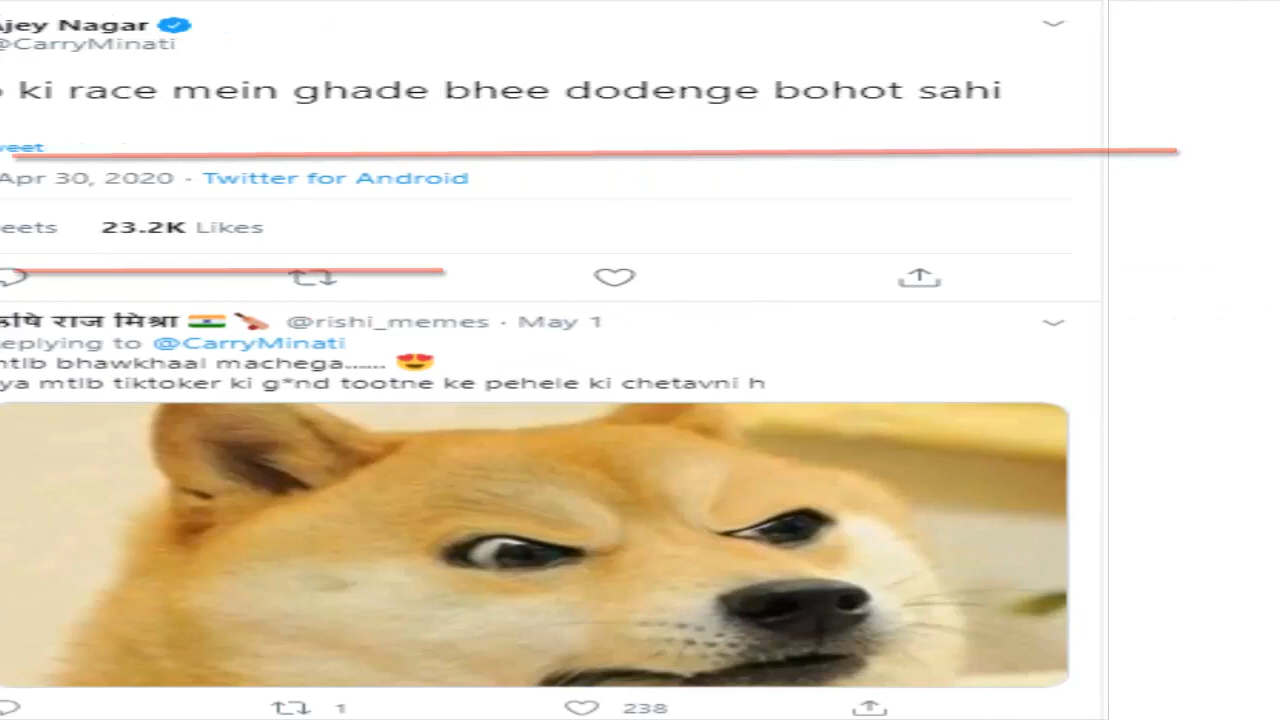 Ajey Nagar
@CarryMinati
ki race mein ghade bhee dodenge bohot sahi
Apr 30, 2020 · Twitter for Android
23.2K Likes
राज मिश्रा @rishi_memes · May 1
eplying to @CarryMinati
mtlb bhawkhaal machega......
ya mtlb tiktoker ki g*nd tootne ke pehele ki chetavni h
1 238